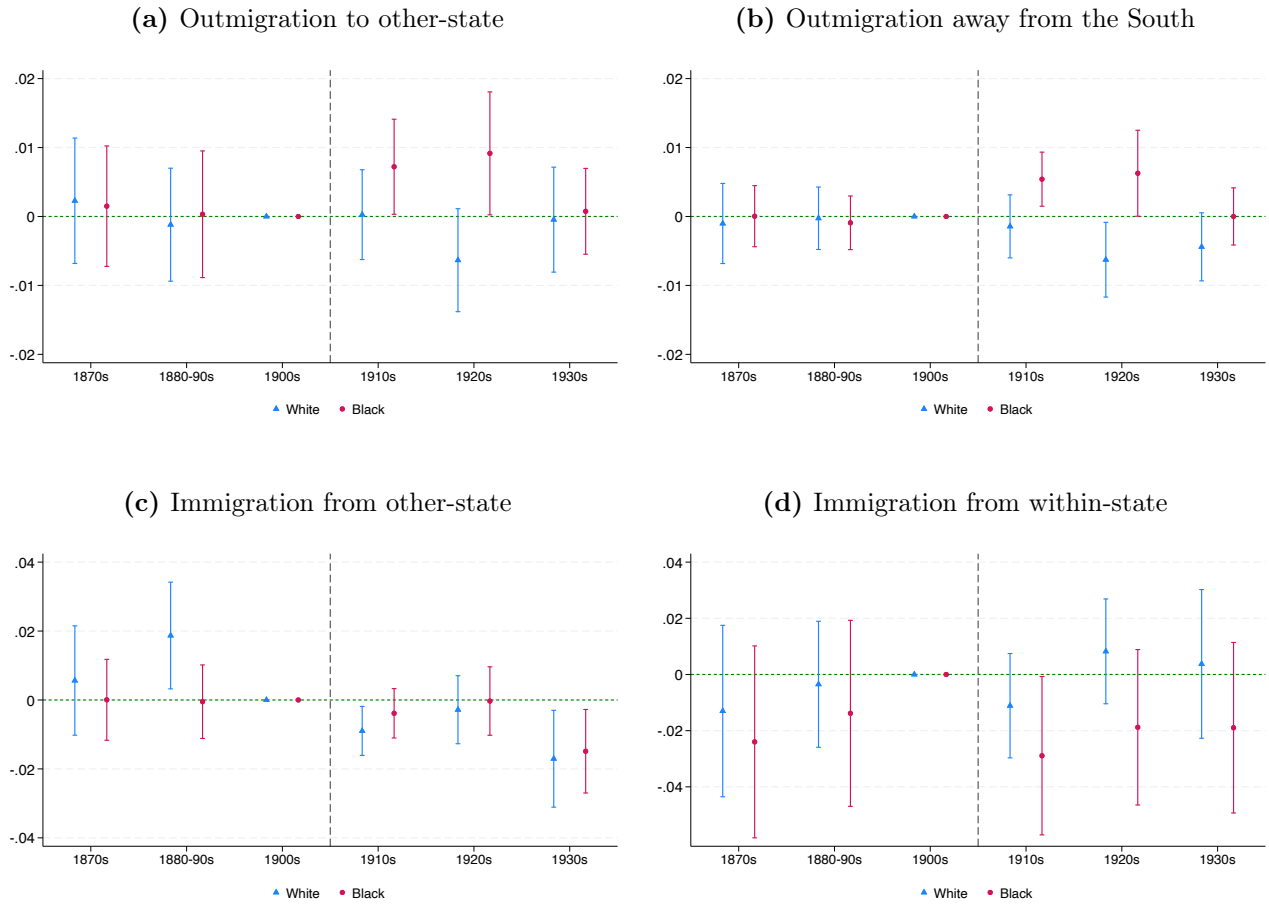 (a) Outmigration to other-state
.02
.01
0
-.01
-.02
1870s 1880-90s 1900s 1910s 1920s 1930s
White Black
(b) Outmigration away from the South
.02
.01
0
-.01
-.02
1870s 1880-90s 1900s 1910s 1920s 1930s
White Black
(c) Immigration from other-state
.04
.02
0
-.02
-.04
1870s 1880-90s 1900s 1910s 1920s 1930s
White Black
(d) Immigration from within-state
.04
.02
0
-.02
-.04
1870s 1880-90s 1900s 1910s 1920s 1930s
White Black